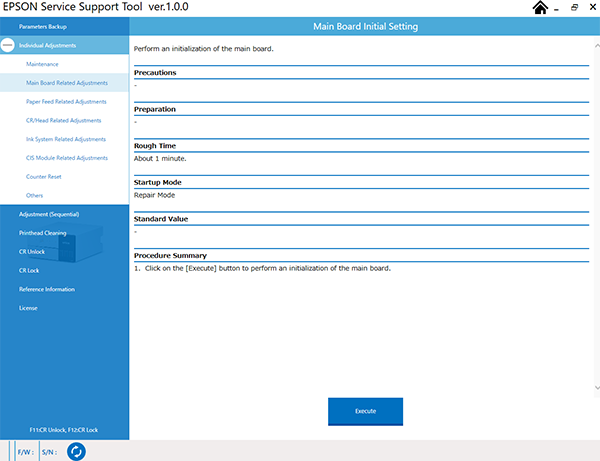 EPSON Service Support Tool ver.1.0.0
Parameters Backup
Individual Adjustments
Maintenance
Main Board Related Adjustments
Paper Feed Related Adjustments
CR/Head Related Adjustments
Ink System Related Adjustments
CIS Module Related Adjustments
Counter Reset
Others
Adjustment (Sequential)
Printhead Cleaning
CR Unlock
CR Lock
Reference Information
License
F11:CR Unlock, F12:CR Lock
Main Board Initial Setting
Perform an initialization of the main board.
Precautions
-
Preparation
-
Rough Time
About 1 minute.
Startup Mode
Repair Mode
Standard Value
-
Procedure Summary
1. Click on the [Execute] button to perform an initialization of the main board.
Execute
F/W : S/N :